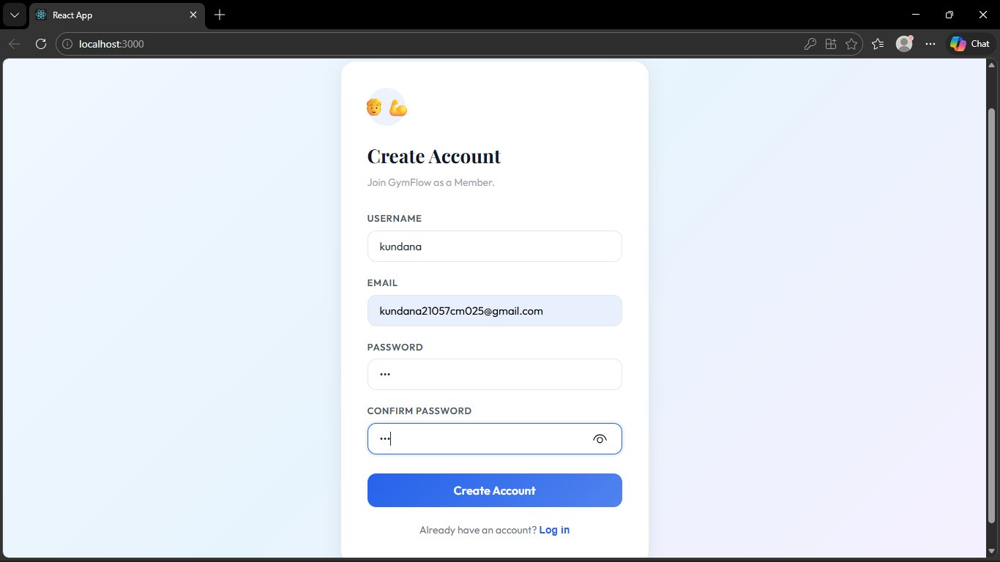 React App
localhost:3000
Chat
Create Account
Join GymFlow as a Member.
USERNAME
kundana
EMAIL
kundana21057cm025@gmail.com
PASSWORD
•••
CONFIRM PASSWORD
•••
Create Account
Already have an account? Log in